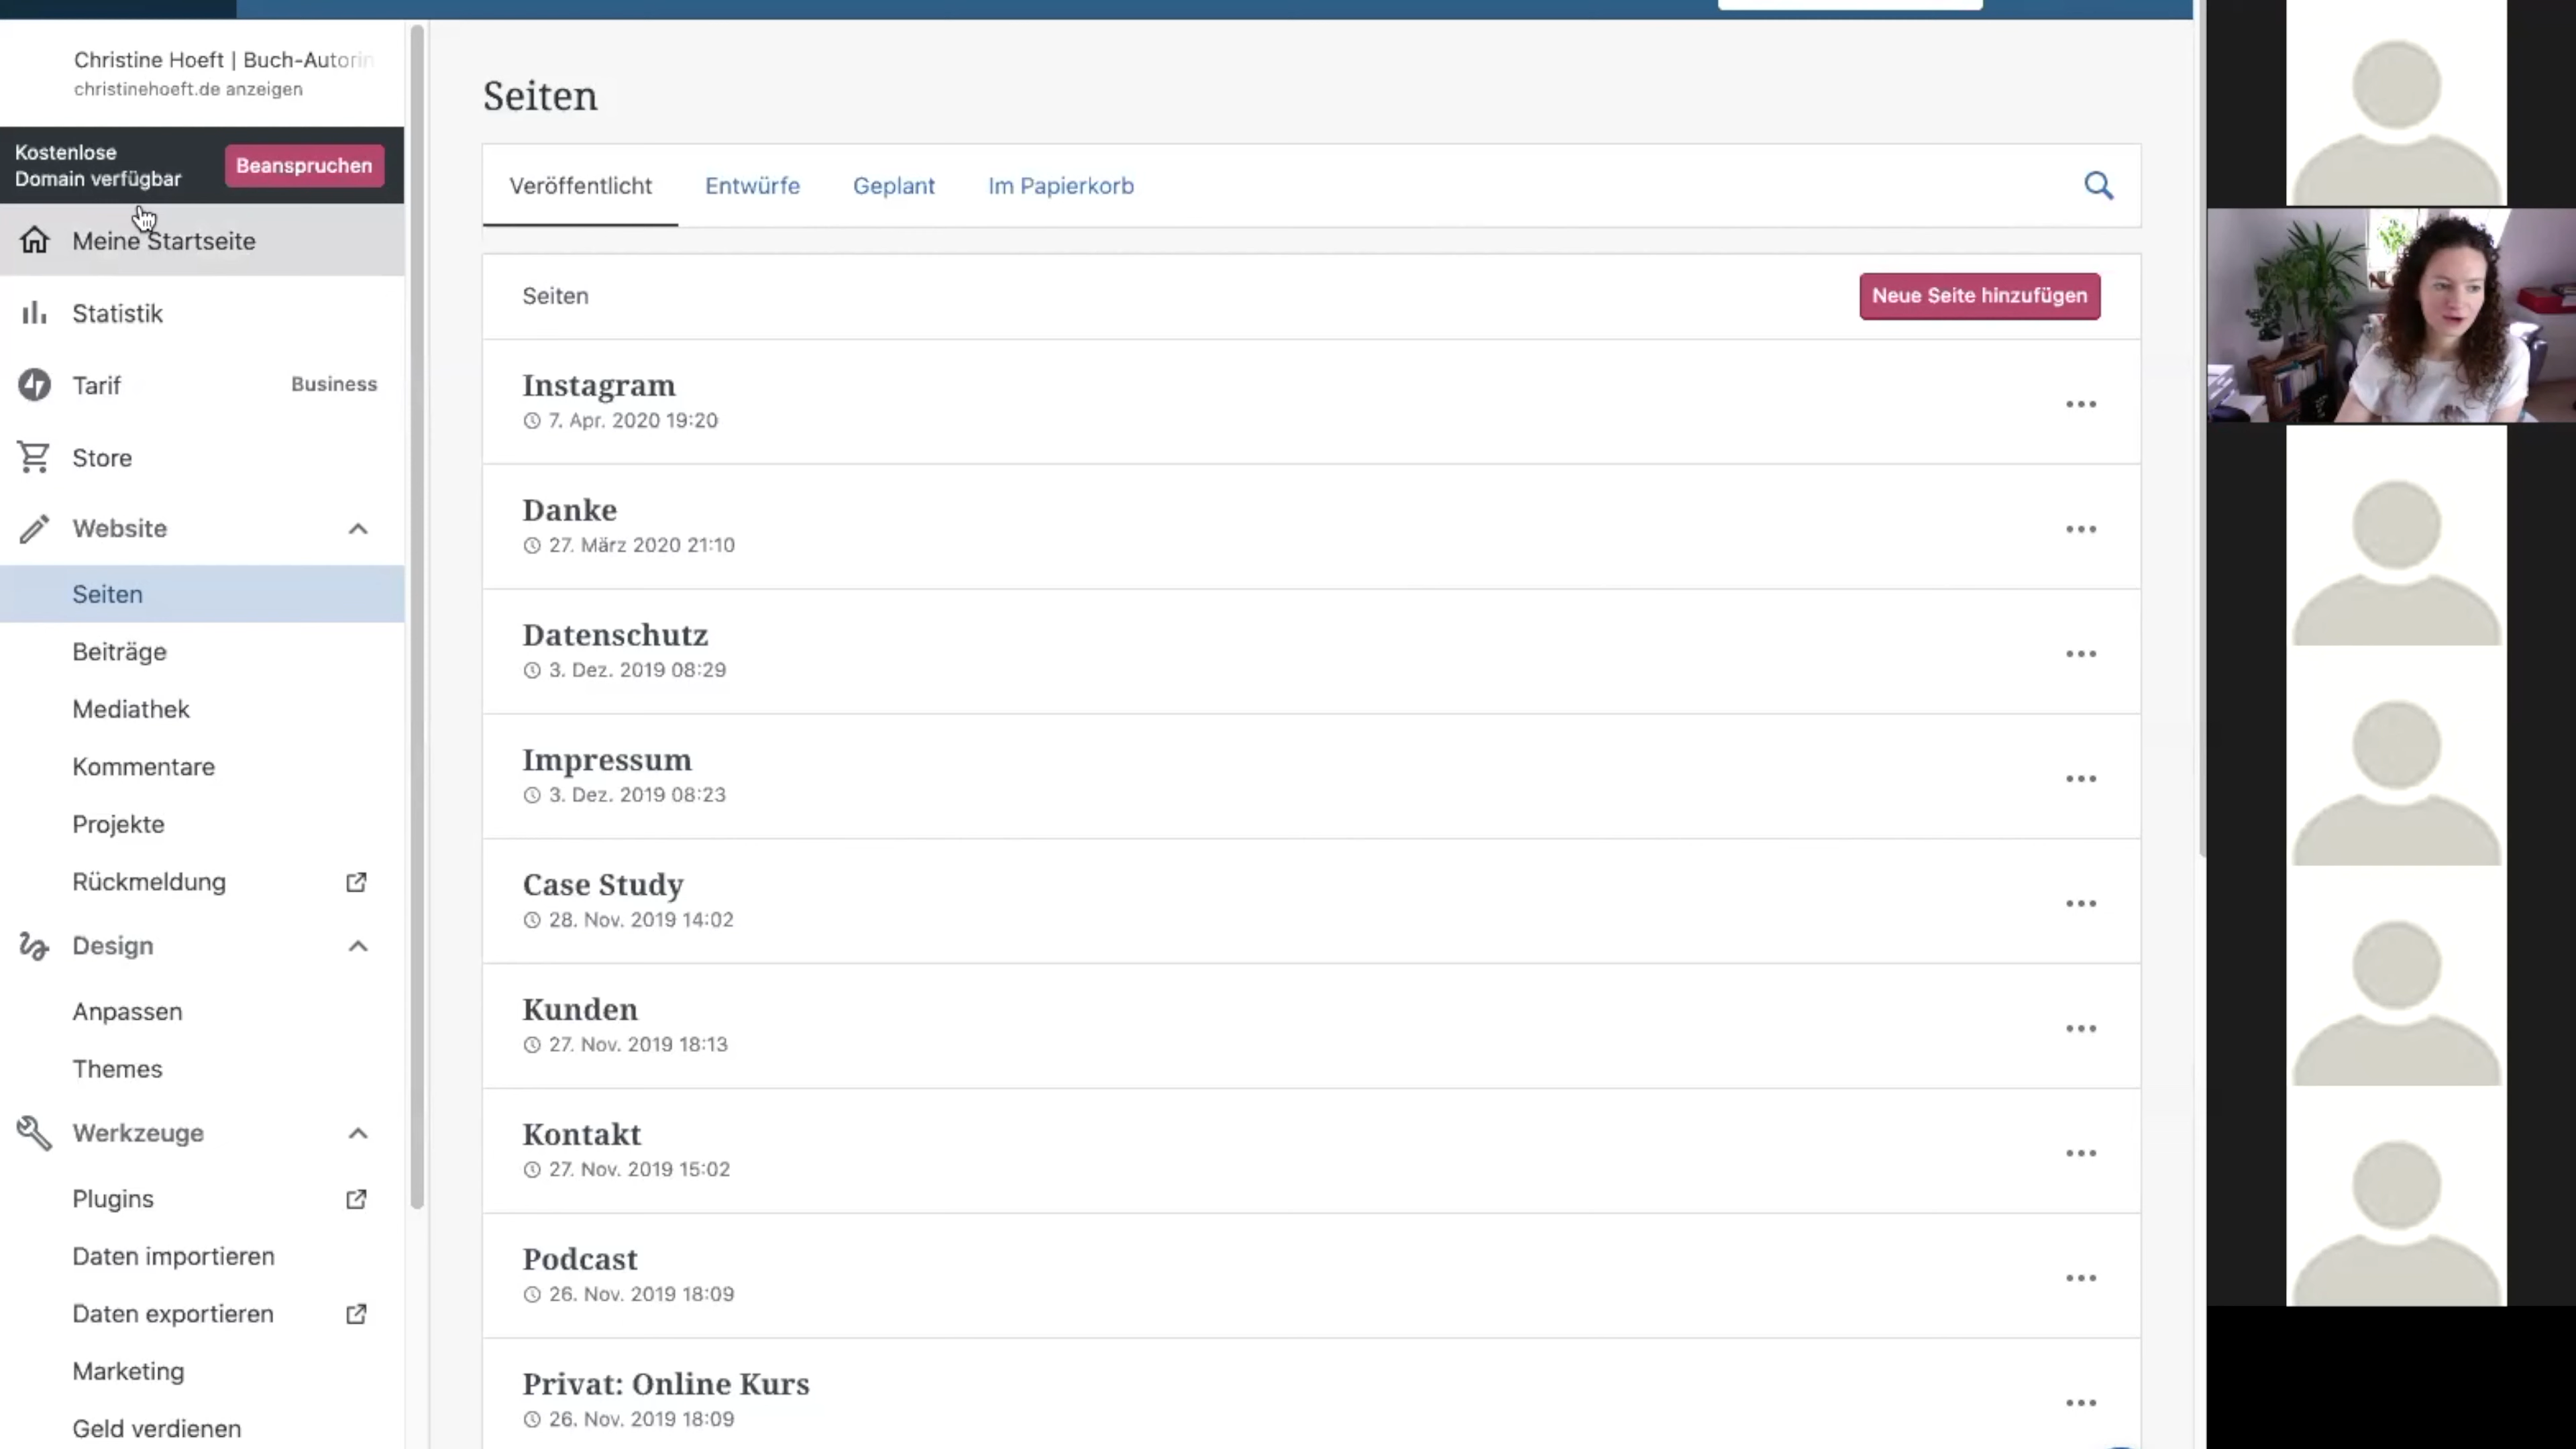 Christine Hoeft | Buch-Autorin
christinehoeft.de anzeigen
Kostenlose
Domain verfügbar
Beanspruchen
Meine Startseite
Statistik
Tarif
Business
Store
Website
Seiten
Beiträge
Mediathek
Kommentare
Projekte
Rückmeldung
Design
Anpassen
Themes
Werkzeuge
Plugins
Daten importieren
Daten exportieren
Marketing
Geld verdienen
Seiten
Veröffentlicht
Entwürfe
Geplant
Im Papierkorb
Seiten
Neue Seite hinzufügen
Instagram
7. Apr. 2020 19:20
Danke
27. März 2020 21:10
Datenschutz
3. Dez. 2019 08:29
Impressum
3. Dez. 2019 08:23
Case Study
28. Nov. 2019 14:02
Kunden
27. Nov. 2019 18:13
Kontakt
27. Nov. 2019 15:02
Podcast
26. Nov. 2019 18:09
Privat: Online Kurs
26. Nov. 2019 18:09